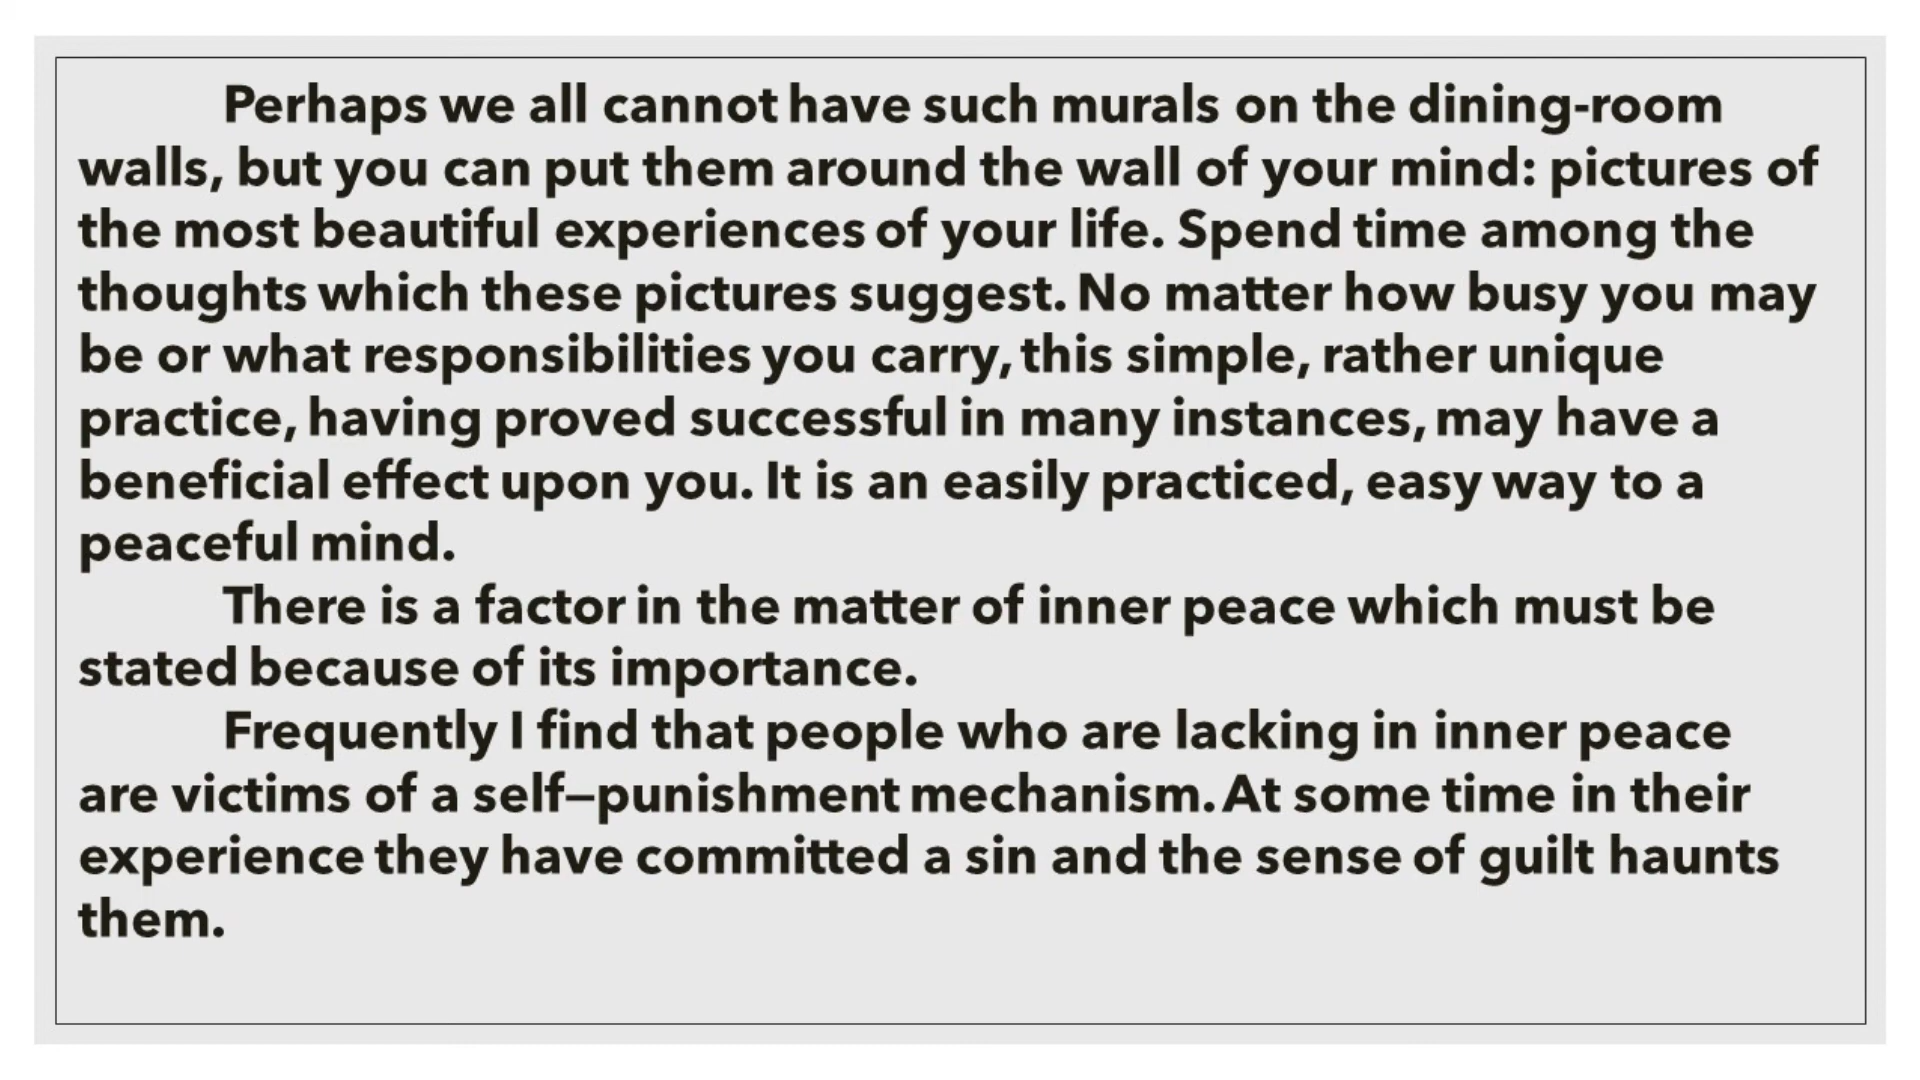 Perhaps we all cannot have such murals on the dining-room
walls, but you can put them around the wall of your mind: pictures of
the most beautiful experiences of your life. Spend time among the
thoughts which these pictures suggest. No matter how busy you may
be or what responsibilities you carry, this simple, rather unique
practice, having proved successful in many instances, may have a
beneficial effect upon you. It is an easily practiced, easy way to a
peaceful mind.
There is a factor in the matter of inner peace which must be
stated because of its importance.
Frequently I find that people who are lacking in inner peace
are victims of a self–punishment mechanism. At some time in their
experience they have committed a sin and the sense of guilt haunts
them.